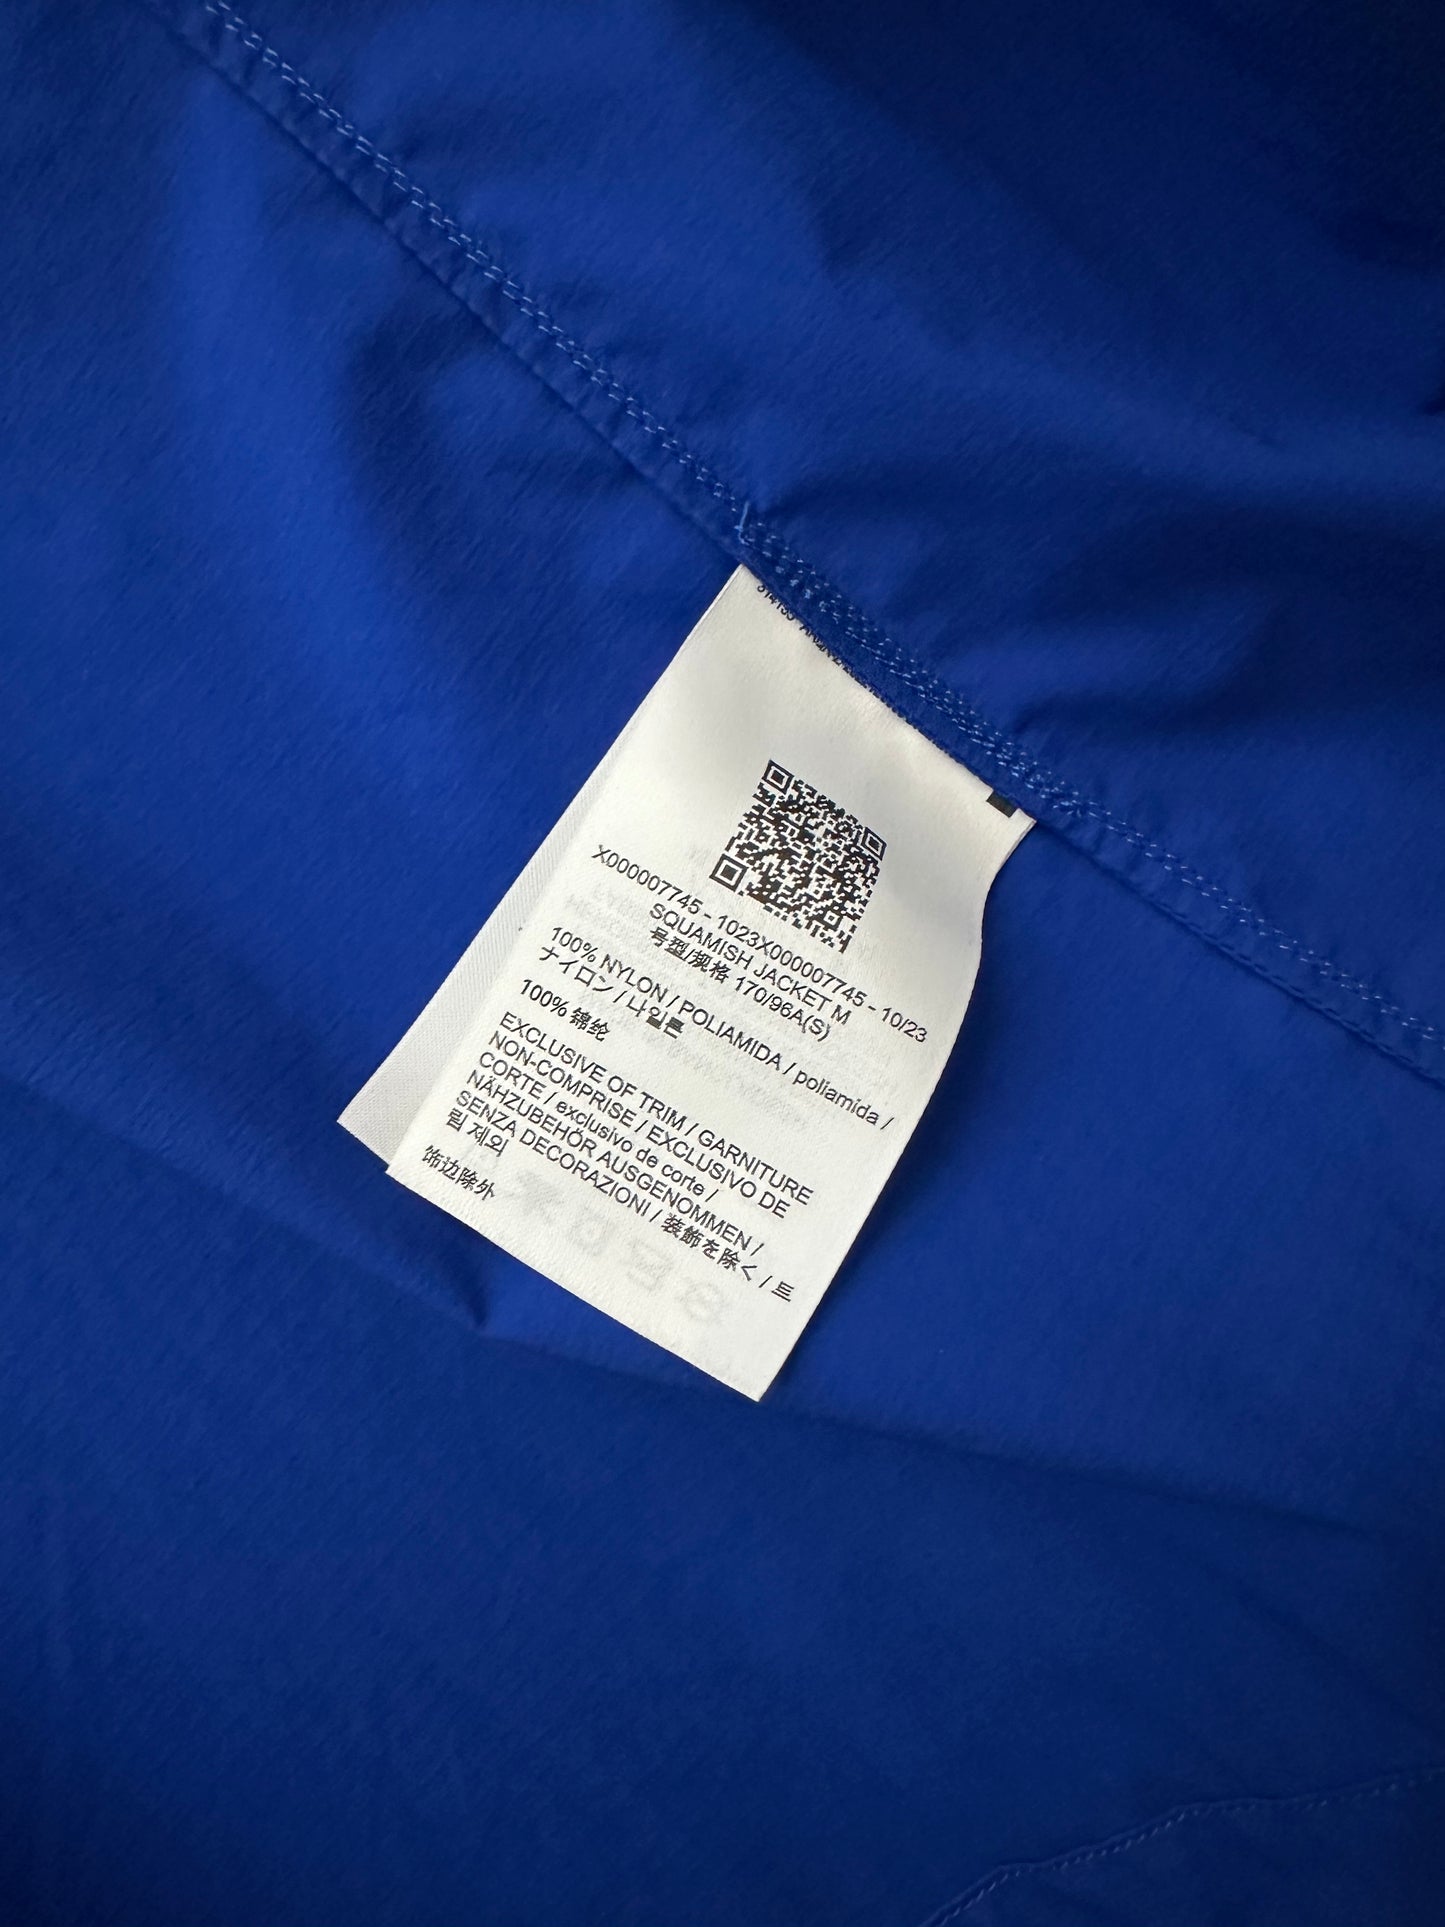 X000007745 - 1023X000007745 - 10/23
SQUAMISH JACKET M
号型/规格 170/96A(S)
100% NYLON / POLIAMIDA / poliamida /
ナイロン / 나일론
100% 锦纶
EXCLUSIVE OF TRIM / GARNITURE
NON-COMPRISE / EXCLUSIVO DE
CORTE / exclusivo de corte /
NÄHZUBEHÖR AUSGENOMMEN /
SENZA DECORAZIONI / 装飾を除く / 트
림 제외
饰边除外